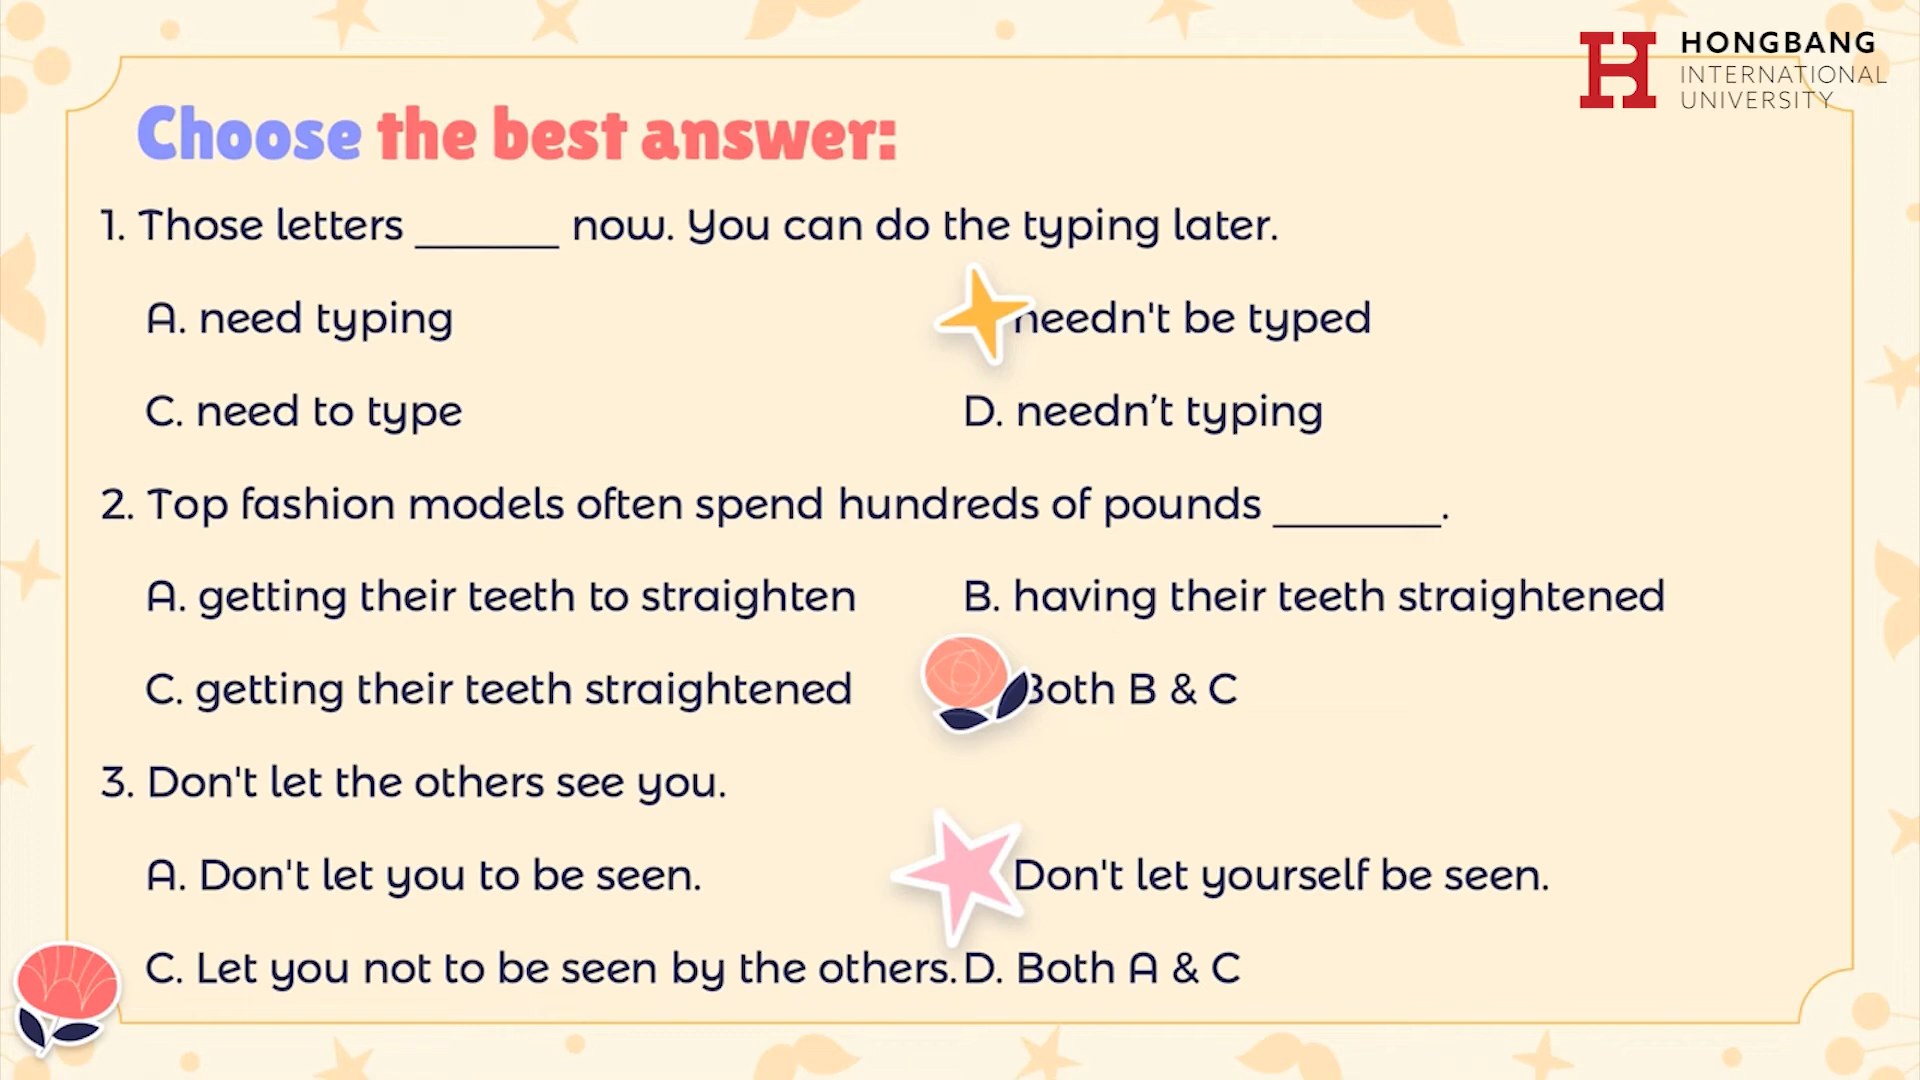 HONGBANG
INTERNATIONAL
UNIVERSITY
Choose the best answer:
1. Those letters ______ now. You can do the typing later.
A. need typing
needn't be typed
C. need to type
D. needn’t typing
2. Top fashion models often spend hundreds of pounds _______.
A. getting their teeth to straighten
B. having their teeth straightened
C. getting their teeth straightened
Both B & C
3. Don't let the others see you.
A. Don't let you to be seen.
Don't let yourself be seen.
C. Let you not to be seen by the others.
D. Both A & C